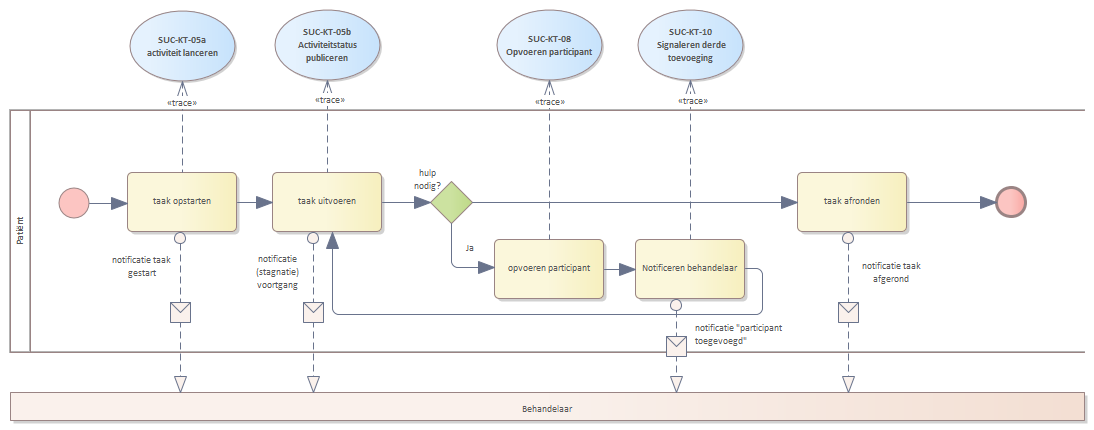 SUC-KT-05a
activiteit lanceren
SUC-KT-05b
Activiteitstatus
publiceren
SUC-KT-08
Opvoeren participant
SUC-KT-10
Signaleren derde
toevoeging
«trace»
«trace»
«trace»
«trace»
Patiënt
taak opstarten
taak uitvoeren
hulp
nodig?
taak afronden
Ja
opvoeren participant
Notificeren behandelaar
notificatie taak
gestart
notificatie
(stagnatie)
voortgang
notificatie taak
afgerond
notificatie "participant
toegevoegd"
Behandelaar